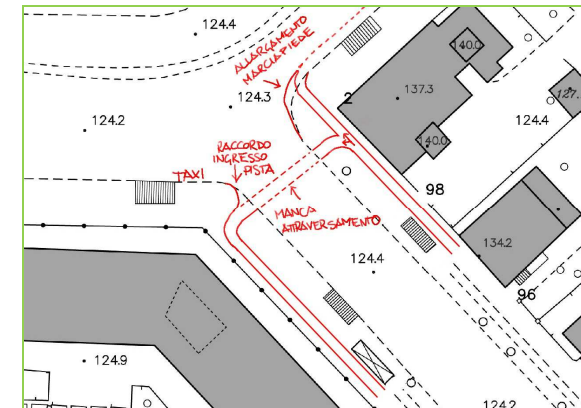 124.4
140.0
ALLARGAMENTO
MARCIAPIEDE
137.3
127.
124.3
2
124.2
124.4
140.0
RACCORDO
INGRESSO
PISTA
TAXI
98
MANCA
ATTRAVERSAMENTO
134.2
124.4
96
124.9
124.2